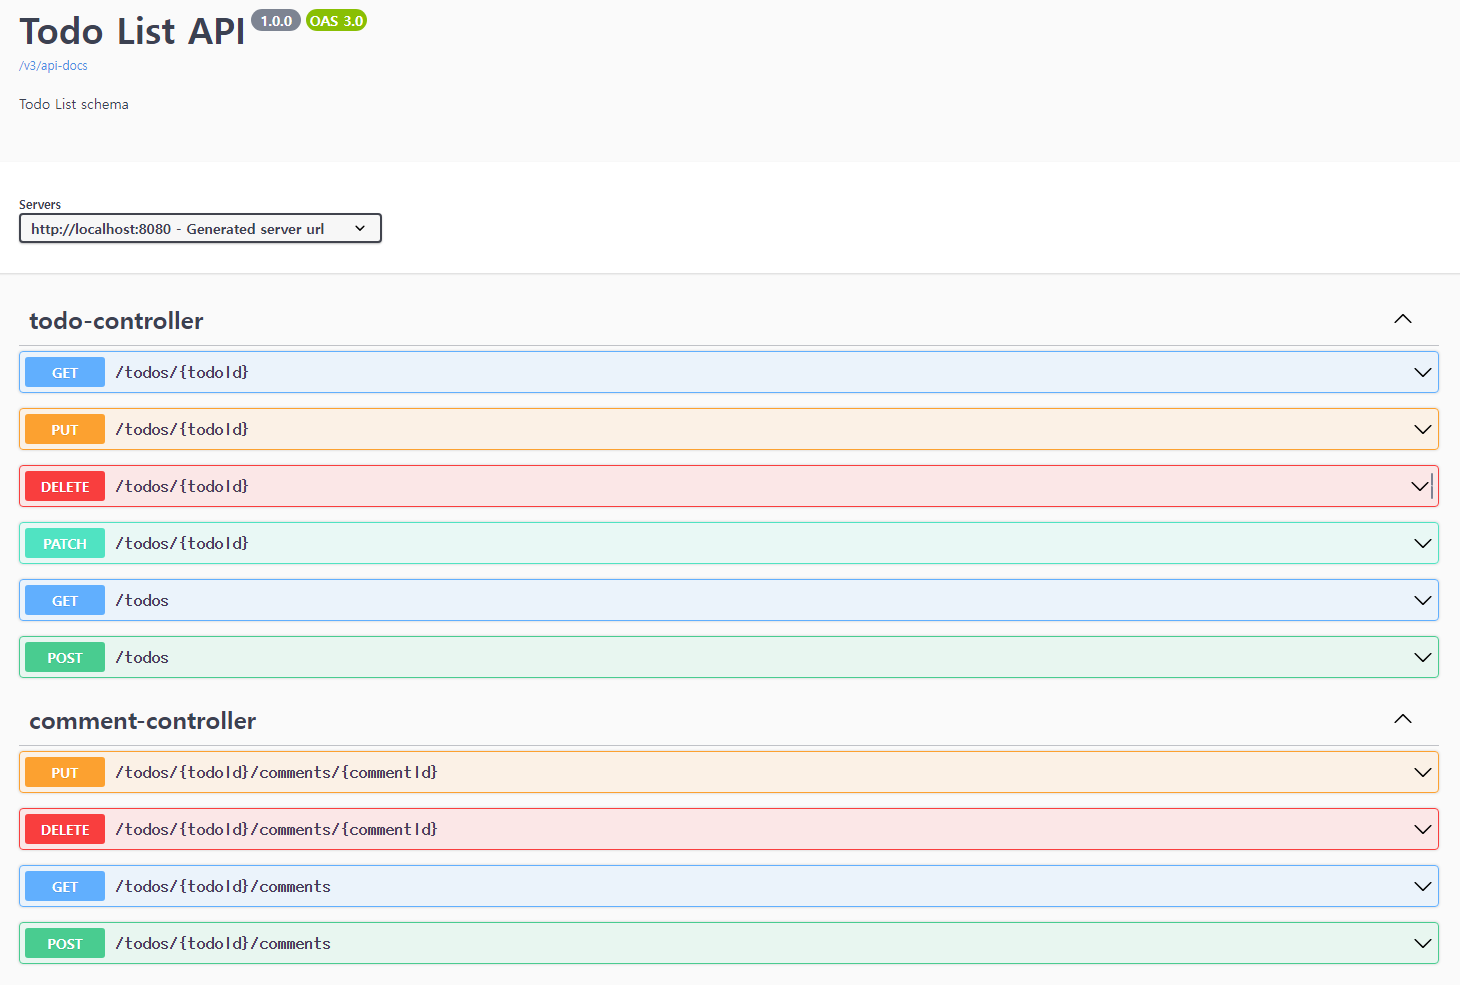 Todo List API 1.0.0 OAS 3.0
/v3/api-docs
Todo List schema
Servers
http://localhost:8080 - Generated server url
todo-controller
GET /todos/{todoId}
PUT /todos/{todoId}
DELETE /todos/{todoId}
PATCH /todos/{todoId}
GET /todos
POST /todos
comment-controller
PUT /todos/{todoId}/comments/{commentId}
DELETE /todos/{todoId}/comments/{commentId}
GET /todos/{todoId}/comments
POST /todos/{todoId}/comments